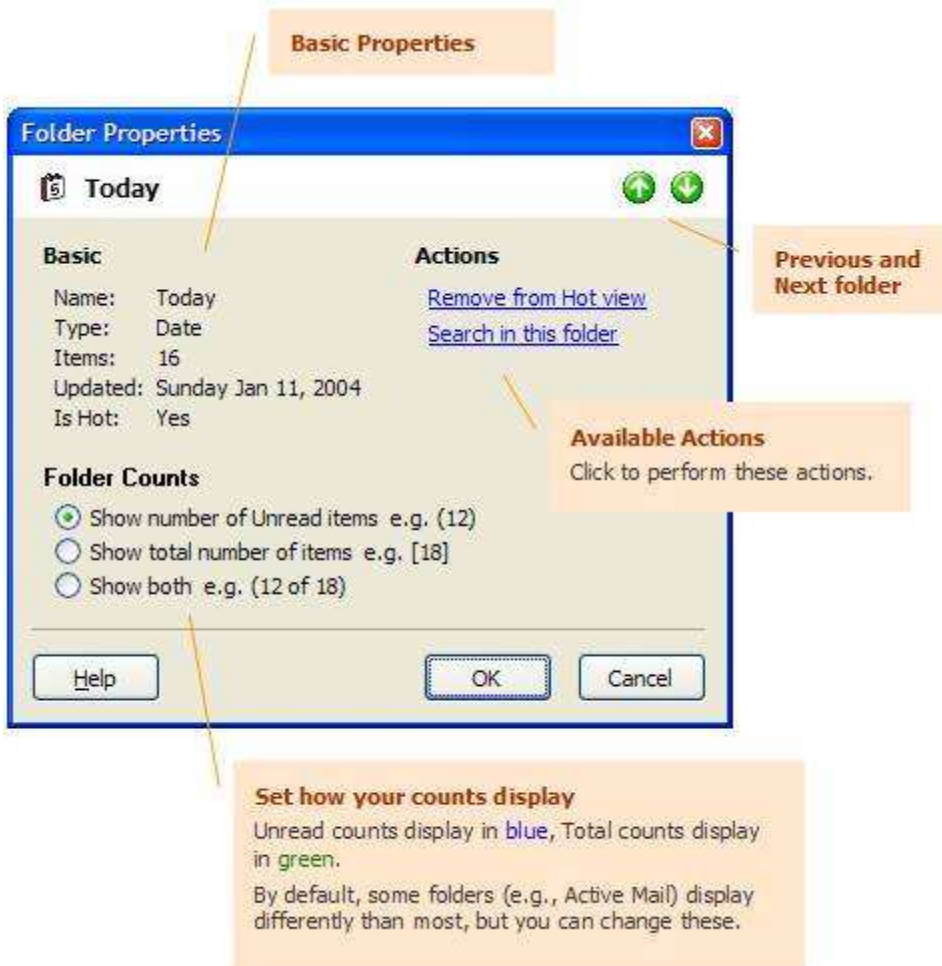 Basic Properties
Folder Properties
Today
Previous and
Next folder
Basic
Name: Today
Type: Date
Items: 16
Updated: Sunday Jan 11, 2004
Is Hot: Yes
Actions
Remove from Hot view
Search in this folder
Available Actions
Click to perform these actions.
Folder Counts
Show number of Unread items e.g. (12)
Show total number of items e.g. [18]
Show both e.g. (12 of 18)
Help
OK
Cancel
Set how your counts display
Unread counts display in blue, Total counts display
in green.
By default, some folders (e.g., Active Mail) display
differently than most, but you can change these.